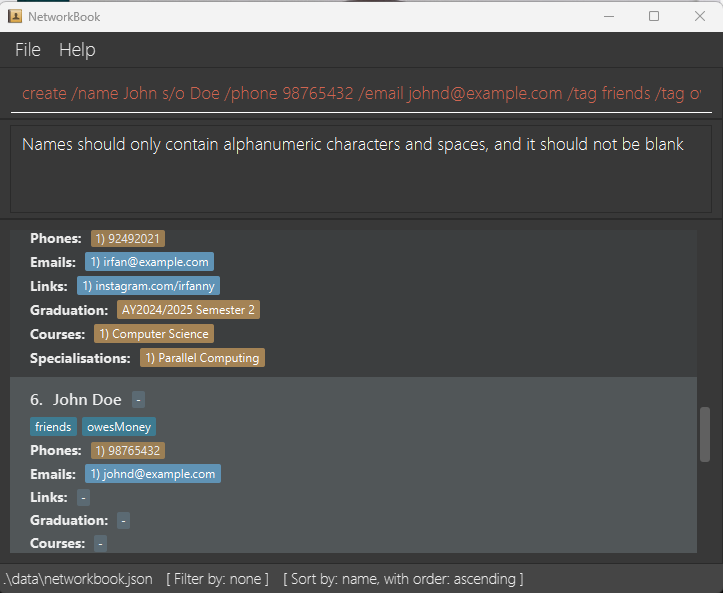 NetworkBook
File Help
create /name John s/o Doe /phone 98765432 /email johnd@example.com /tag friends /tag ov
Names should only contain alphanumeric characters and spaces, and it should not be blank
Phones: 1) 92492021
Emails: 1) irfan@example.com
Links: 1) instagram.com/irfanny
Graduation: AY2024/2025 Semester 2
Courses: 1) Computer Science
Specialisations: 1) Parallel Computing
6. John Doe -
friends owesMoney
Phones: 1) 98765432
Emails: 1) johnd@example.com
Links: -
Graduation: -
Courses: -
.\data\networkbook.json [ Filter by: none ] [ Sort by: name, with order: ascending ]